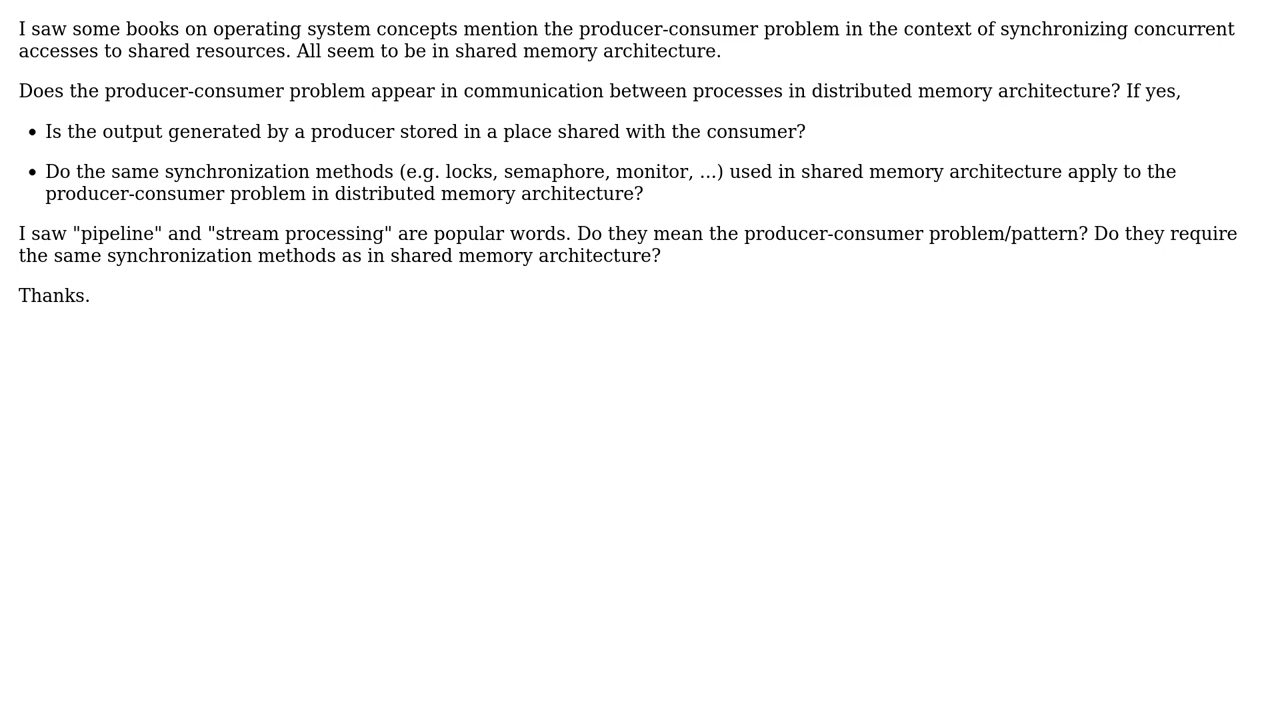 I saw some books on operating system concepts mention the producer-consumer problem in the context of synchronizing concurrent
accesses to shared resources. All seem to be in shared memory architecture.
Does the producer-consumer problem appear in communication between processes in distributed memory architecture? If yes,
• Is the output generated by a producer stored in a place shared with the consumer?
• Do the same synchronization methods (e.g. locks, semaphore, monitor, ...) used in shared memory architecture apply to the
producer-consumer problem in distributed memory architecture?
I saw "pipeline" and "stream processing" are popular words. Do they mean the producer-consumer problem/pattern? Do they require
the same synchronization methods as in shared memory architecture?
Thanks.